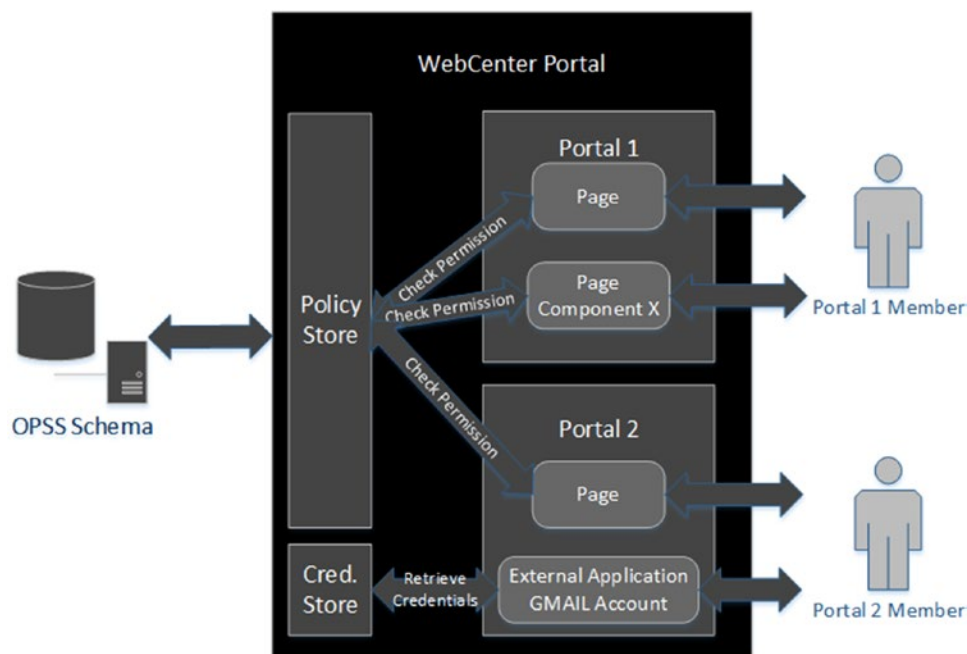 WebCenter Portal
Portal 1
Page
Check Permission
Page
Component X
Check Permission
Policy
Store
Portal 1 Member
OPSS Schema
Check Permission
Portal 2
Page
Cred.
Store
Retrieve
Credentials
External Application
GMAIL Account
Portal 2 Member